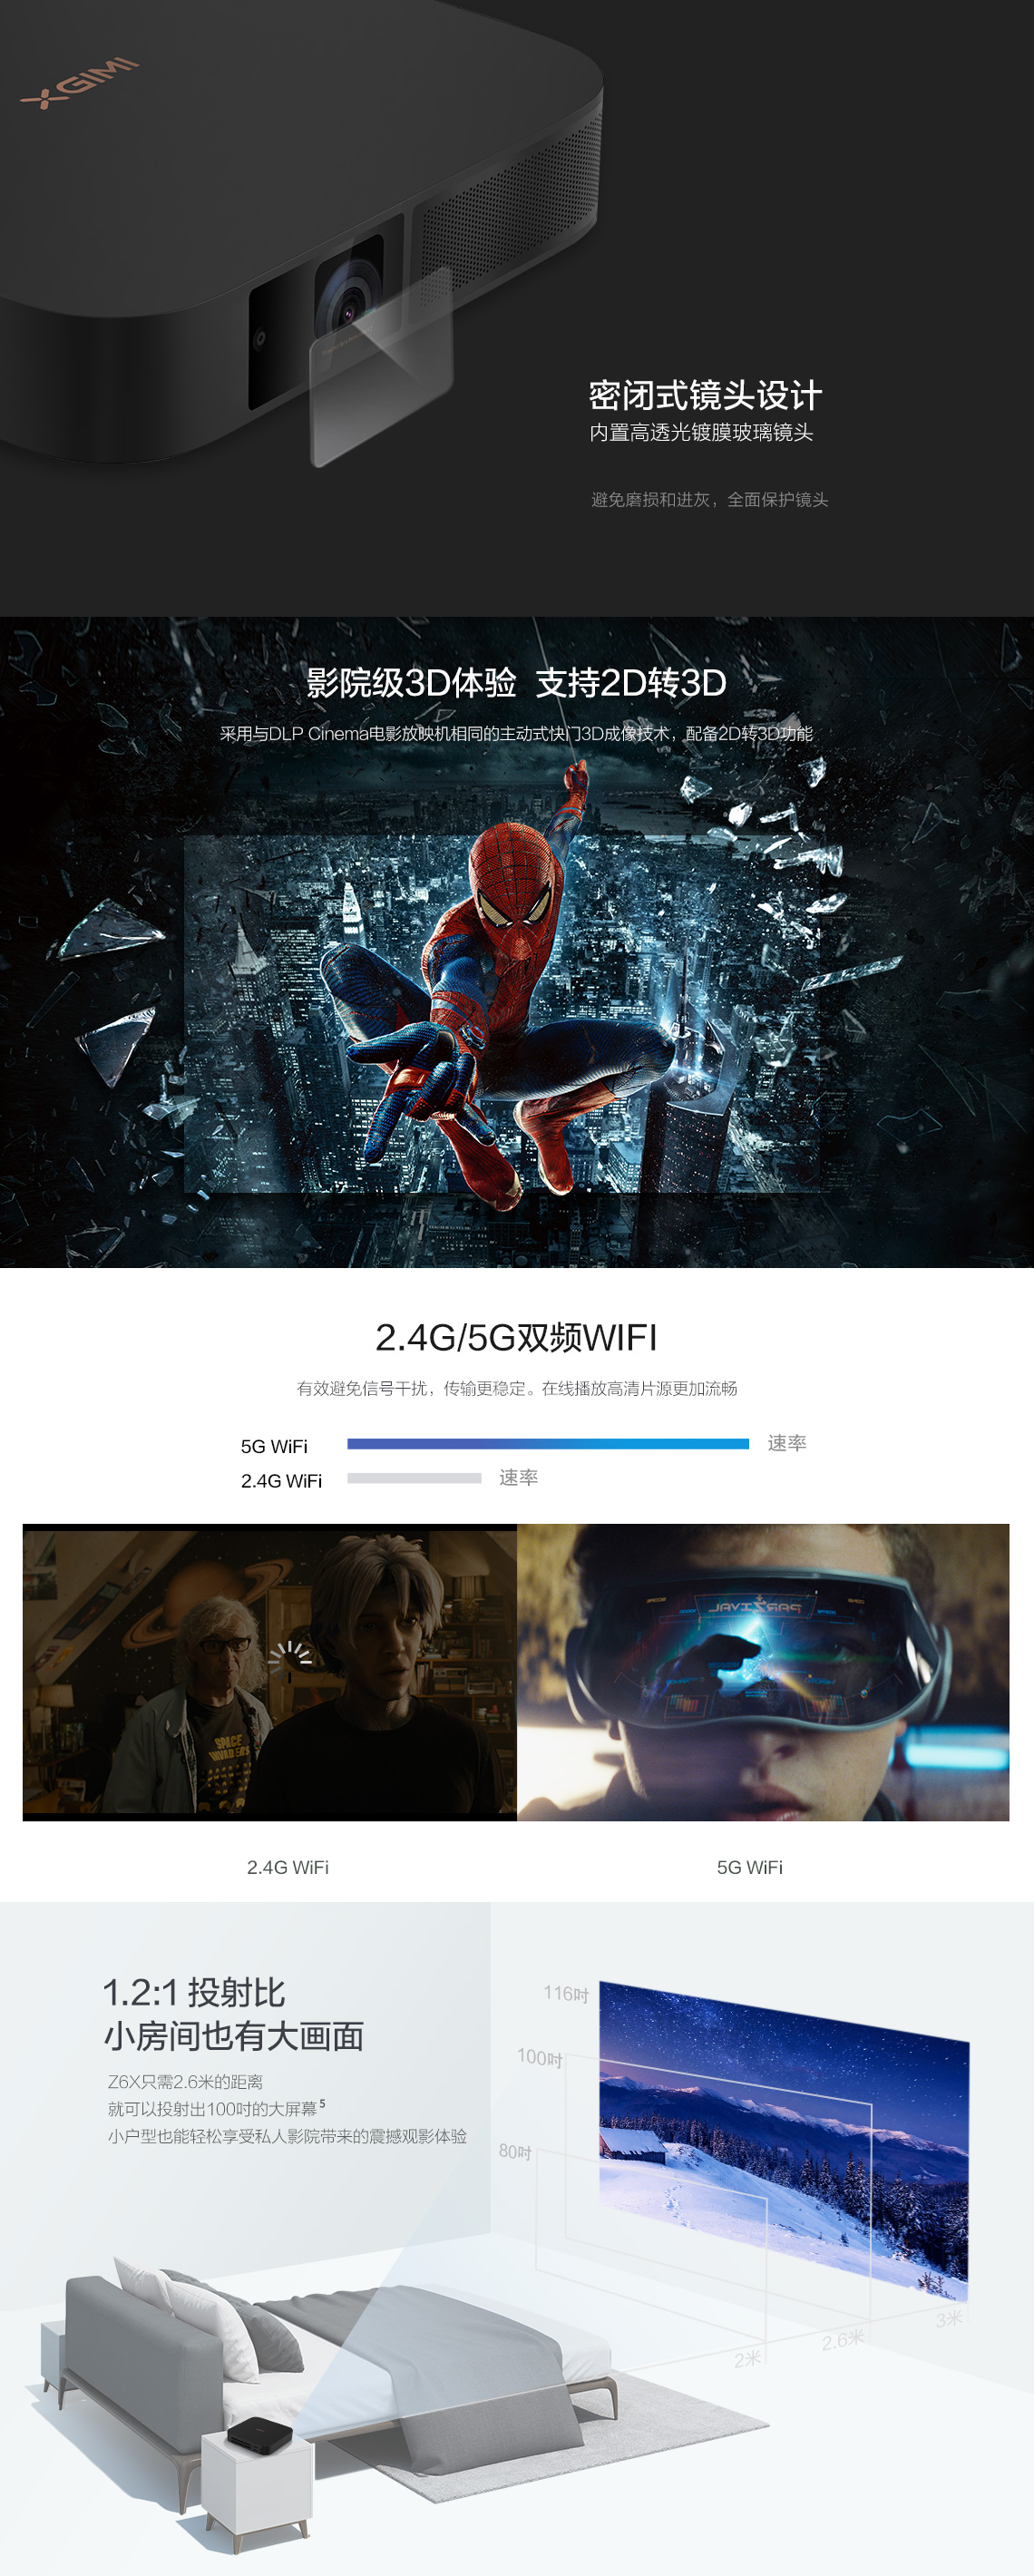 XGIMI
密闭式镜头设计
内置高透光镀膜玻璃镜头
避免磨损和进灰，全面保护镜头
影院级3D体验 支持2D转3D
采用与DLP Cinema电影放映机相同的主动式快门3D成像技术，配备2D转3D功能
2.4G/5G双频WIFI
有效避免信号干扰，传输更稳定。在线播放高清片源更加流畅
5G WiFi 速率
2.4G WiFi 速率
SPACE
INVADERS
PARZIVAL
2.4G WiFi
5G WiFi
1.2:1 投射比
小房间也有大画面
Z6X只需2.6米的距离
就可以投射出100吋的大屏幕5
小户型也能轻松享受私人影院带来的震撼观影体验
116吋
100吋
80吋
3米
2.6米
2米